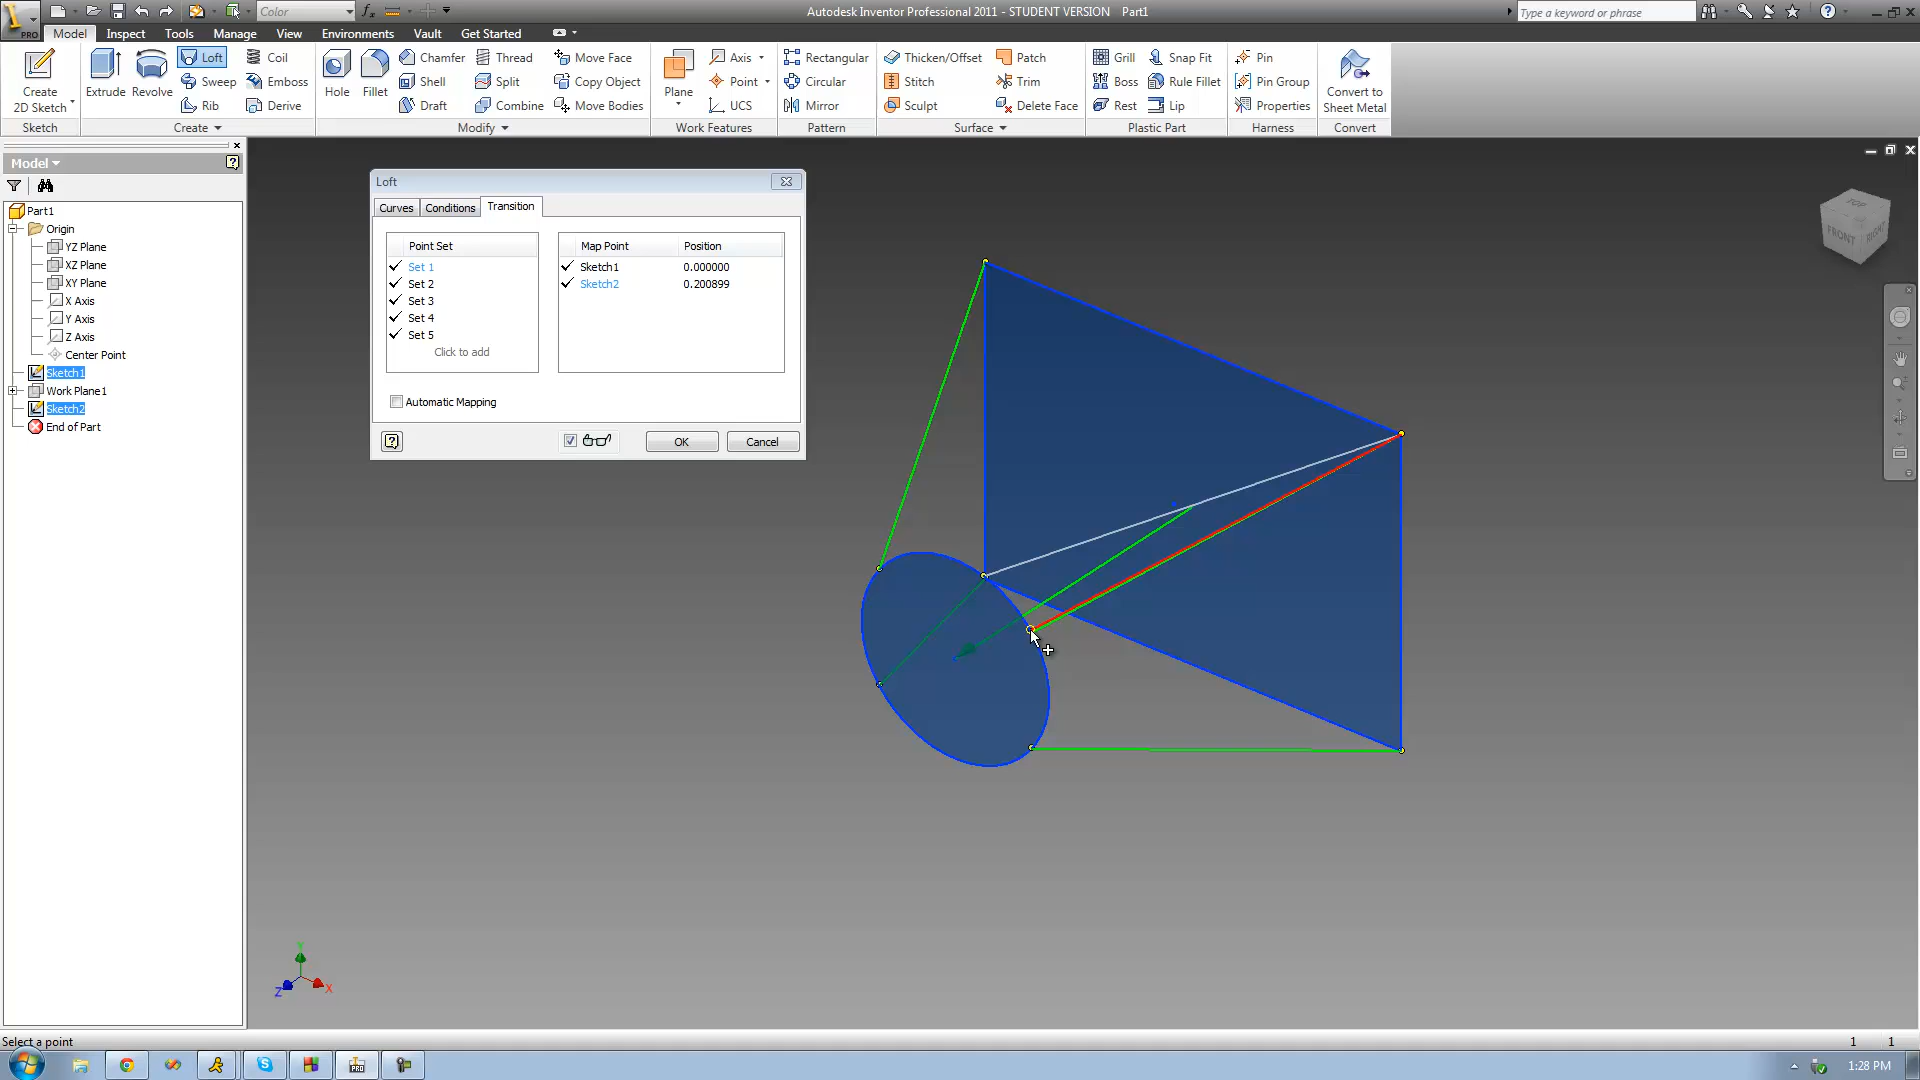 Color
Autodesk Inventor Professional 2011 - STUDENT VERSION Part1
Type a keyword or phrase
PRO
Model Inspect Tools Manage View Environments Vault Get Started
Create 2D Sketch
Extrude
Revolve
Loft
Sweep
Rib
Coil
Emboss
Derive
Hole
Fillet
Chamfer
Shell
Draft
Thread
Split
Combine
Move Face
Copy Object
Move Bodies
Plane
Axis
Point
UCS
Rectangular
Circular
Mirror
Thicken/Offset
Stitch
Sculpt
Patch
Trim
Delete Face
Grill
Boss
Rest
Snap Fit
Rule Fillet
Lip
Pin
Pin Group
Properties
Convert to Sheet Metal
Sketch Create Modify Work Features Pattern Surface Plastic Part Harness Convert
Model
Part1
Origin
YZ Plane
XZ Plane
XY Plane
X Axis
Y Axis
Z Axis
Center Point
Sketch1
Work Plane1
Sketch2
End of Part
Loft
Curves Conditions Transition
Point Set
Set 1
Set 2
Set 3
Set 4
Set 5
Click to add
Map Point Position
Sketch1 0.000000
Sketch2 0.200899
Automatic Mapping
OK Cancel
TOP
FRONT RIGHT
Y
Z X
Select a point
1 1
PRO
1:28 PM